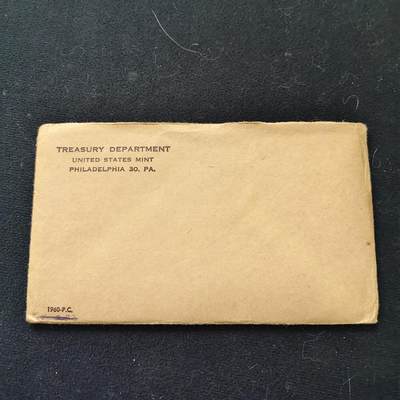 TREASURY DEPARTMENT
UNITED STATES MINT
PHILADELPHIA 30, PA.
1960-P.C.